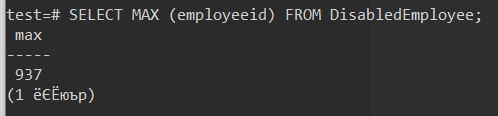 test=# SELECT MAX (employeeid) FROM DisabledEmployee;
max
-----
937
(1 ёЄЁюър)